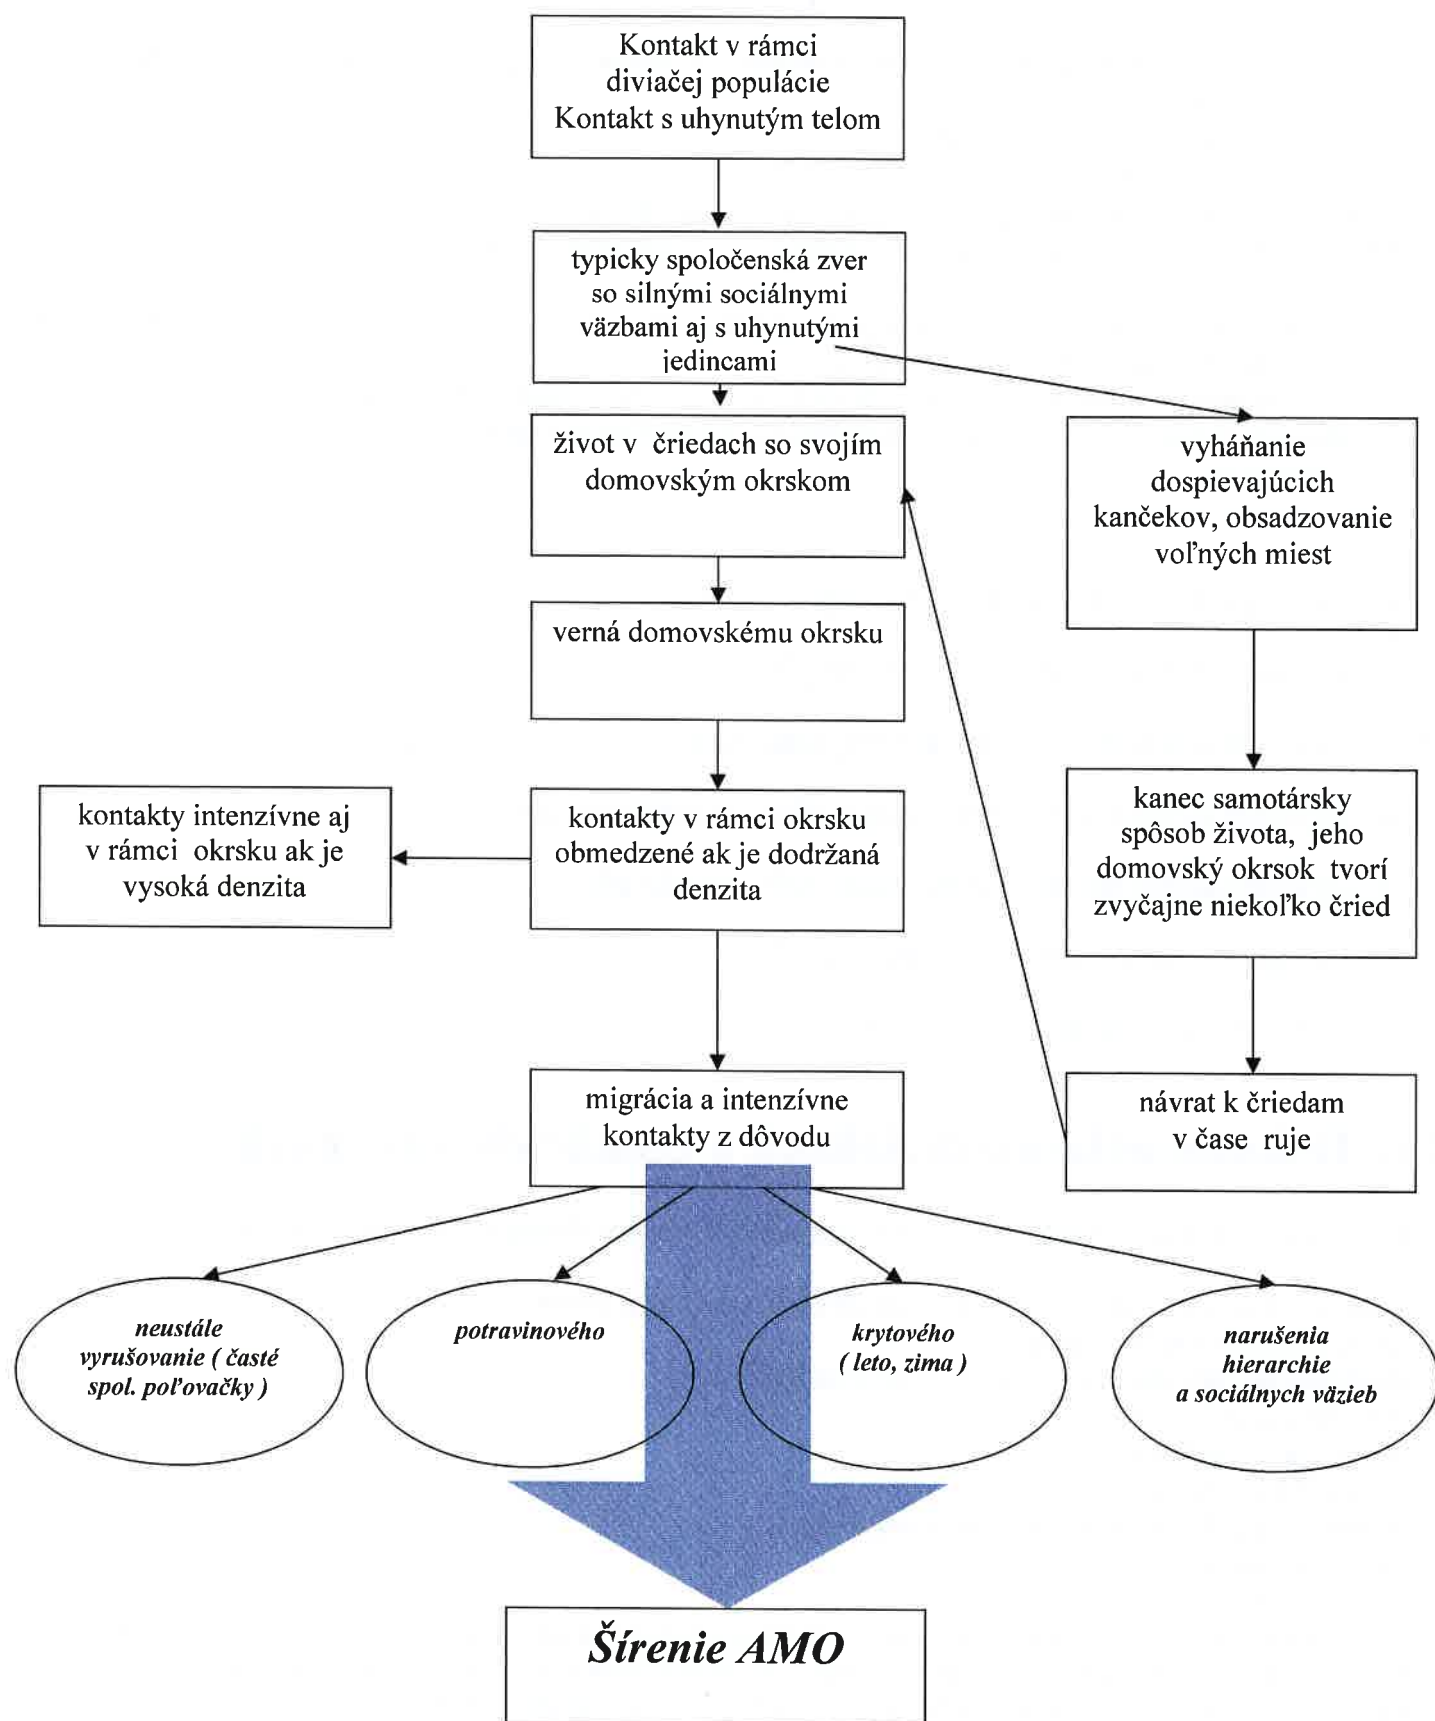 Kontakt v rámci
diviačej populácie
Kontakt s uhynutým telom
typicky spoločenská zver
so silnými sociálnymi
väzbami aj s uhynutými
jedincami
život v čriedach so svojím
domovským okrskom
vyháňanie
dospievajúcich
kančekov, obsadzovanie
voľných miest
verná domovskému okrsku
kontakty intenzívne aj
v rámci okrsku ak je
vysoká denzita
kontakty v rámci okrsku
obmedzené ak je dodržaná
denzita
kanec samotársky
spôsob života, jeho
domovský okrsok tvorí
zvyčajne niekoľko čried
migrácia a intenzívne
kontakty z dôvodu
návrat k čriedam
v čase ruje
neustále
vyrušovanie ( časté
spol. poľovačky )
potravinového
krytového
( leto, zima )
narušenia
hierarchie
a sociálnych väzieb
Šírenie AMO